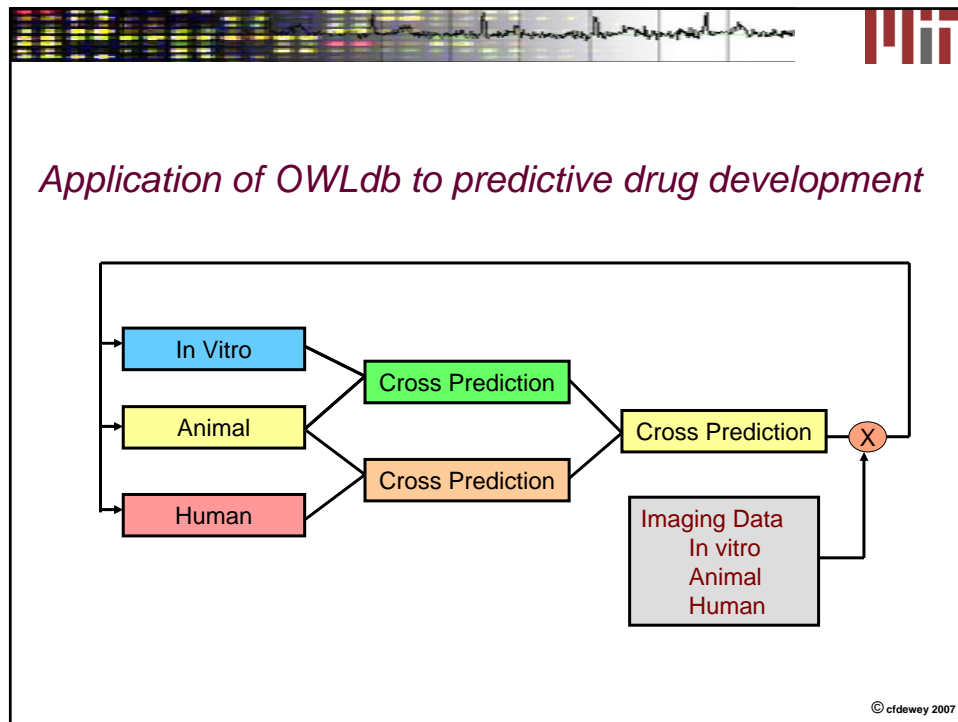 MIT
Application of OWLdb to predictive drug development
In Vitro
Cross Prediction
Animal
Cross Prediction
X
Cross Prediction
Human
Imaging Data
In vitro
Animal
Human
© cfdewey 2007